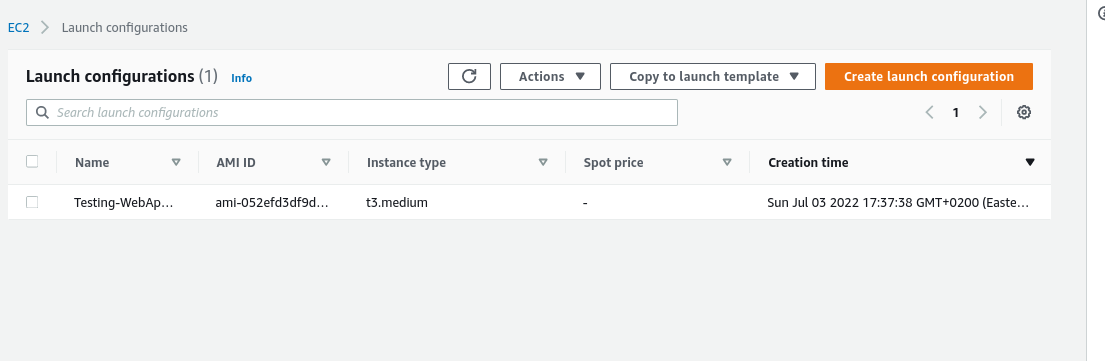 EC2 Launch configurations
Launch configurations (1) Info
Actions Copy to launch template Create launch configuration
Search launch configurations
1
Name AMI ID Instance type Spot price Creation time
Testing-WebAp... ami-052efd3df9d... t3.medium - Sun Jul 03 2022 17:37:38 GMT+0200 (Easte...